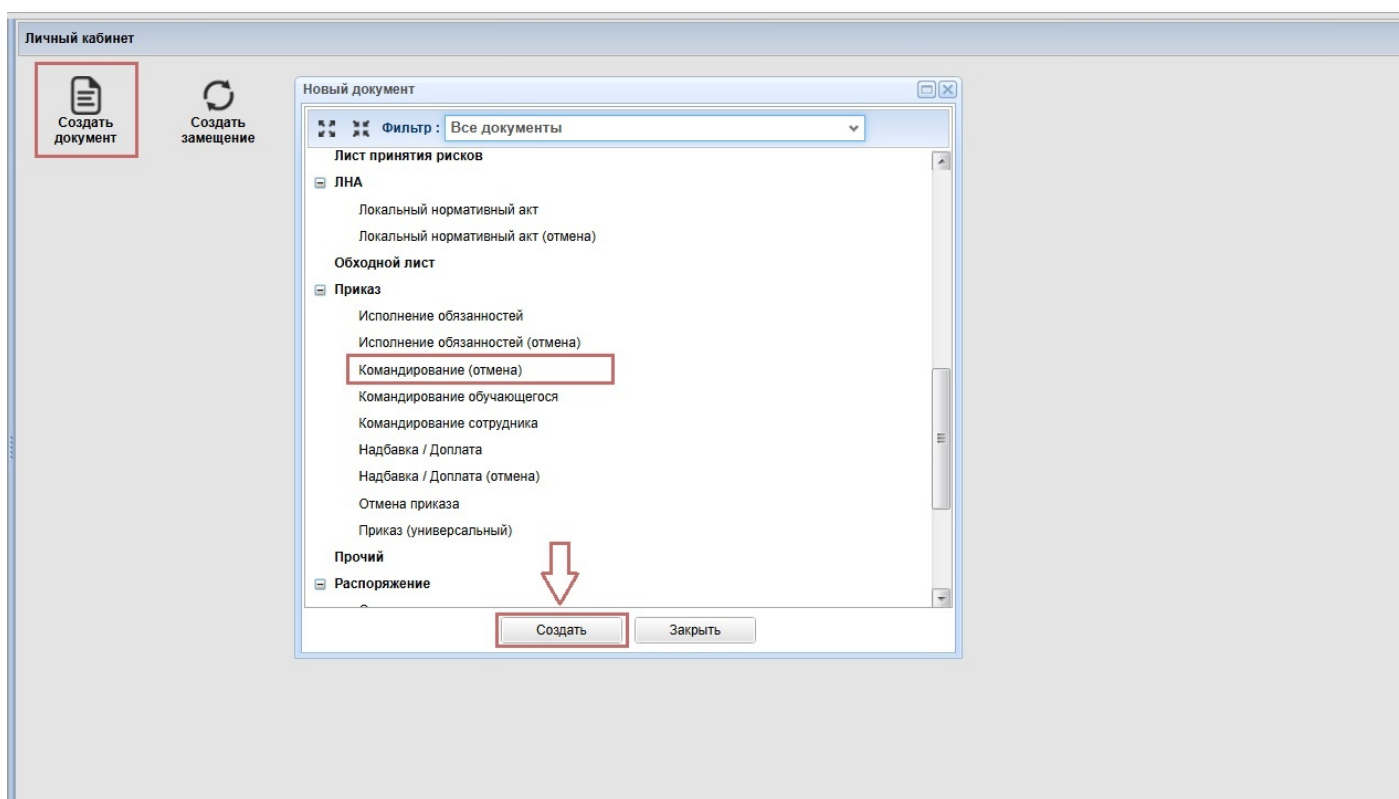 Личный кабинет
Создать
документ
Создать
замещение
Новый документ
Фильтр : Все документы
Лист принятия рисков
ЛНА
Локальный нормативный акт
Локальный нормативный акт (отмена)
Обходной лист
Приказ
Исполнение обязанностей
Исполнение обязанностей (отмена)
Командирование (отмена)
Командирование обучающегося
Командирование сотрудника
Надбавка / Доплата
Надбавка / Доплата (отмена)
Отмена приказа
Приказ (универсальный)
Прочий
Распоряжение
Создать
Закрыть